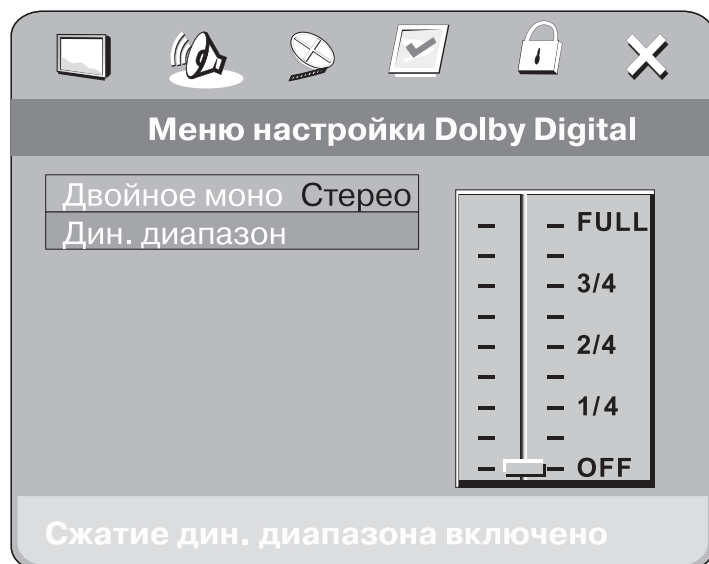 Меню настройки Dolby Digital
Двойное моно Стерео
Дин. диапазон
FULL
3/4
2/4
1/4
OFF
Сжатие дин. диапазона включено